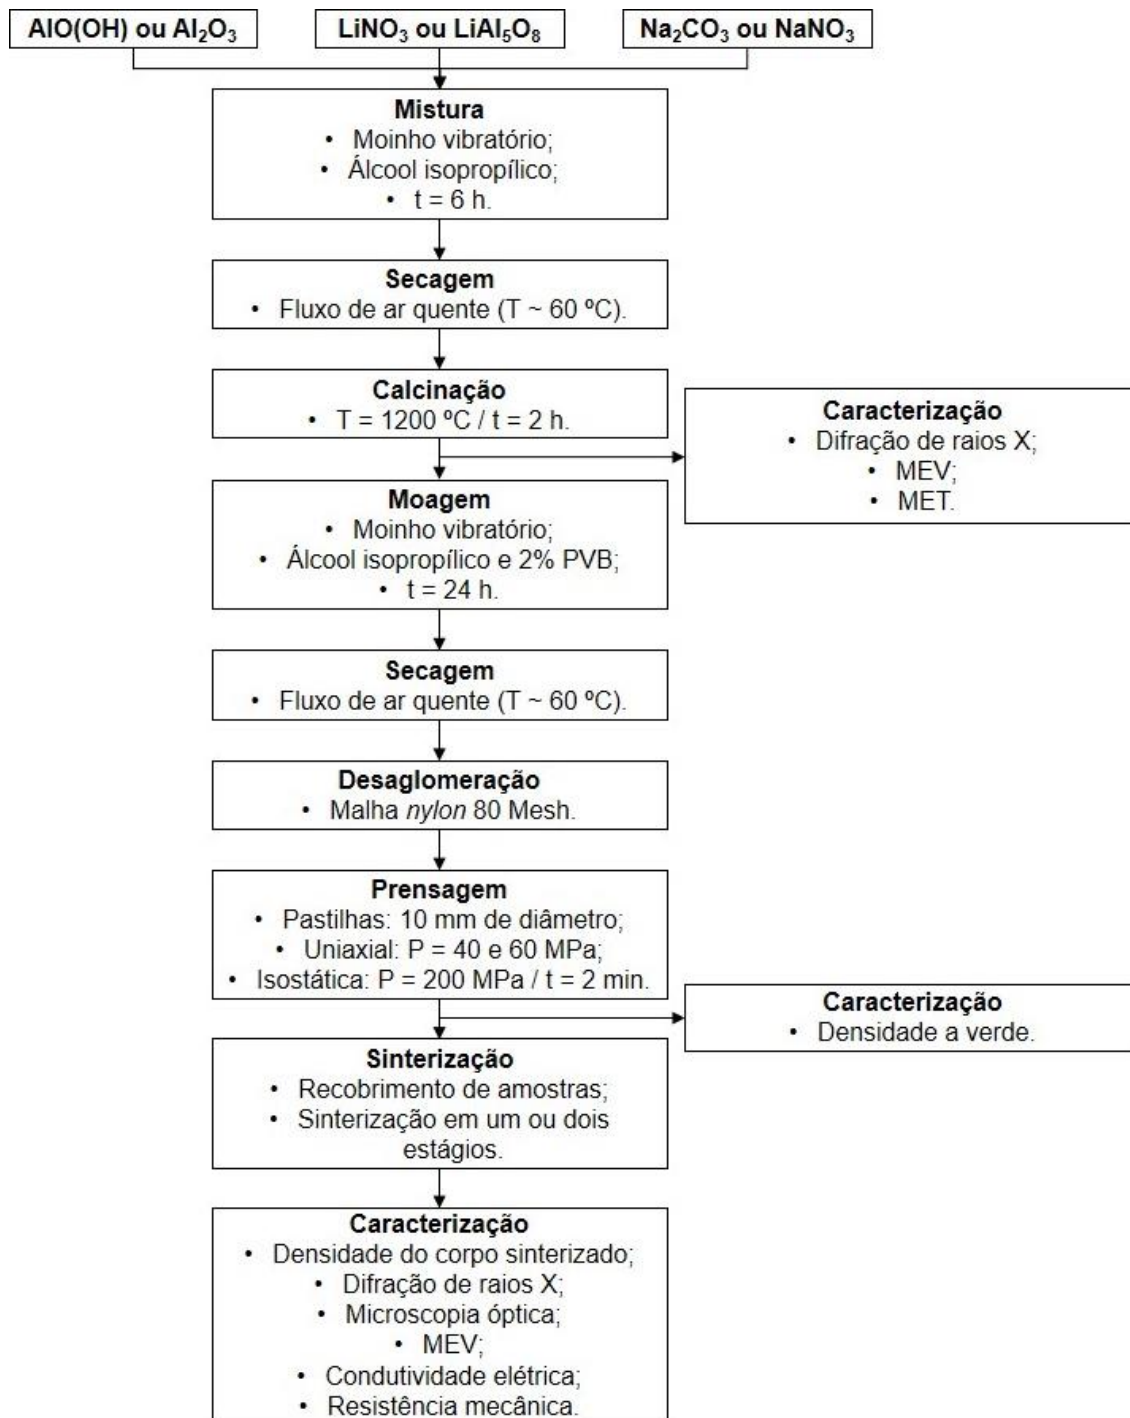 AlO(OH) ou Al₂O₃
LiNO₃ ou LiAl₅O₈
Na₂CO₃ ou NaNO₃
Mistura
• Moinho vibratório;
• Álcool isopropílico;
• t = 6 h.
Secagem
• Fluxo de ar quente (T ~ 60 ºC).
Calcinação
• T = 1200 ºC / t = 2 h.
Caracterização
• Difração de raios X;
• MEV;
• MET.
Moagem
• Moinho vibratório;
• Álcool isopropílico e 2% PVB;
• t = 24 h.
Secagem
• Fluxo de ar quente (T ~ 60 ºC).
Desaglomeração
• Malha nylon 80 Mesh.
Prensagem
• Pastilhas: 10 mm de diâmetro;
• Uniaxial: P = 40 e 60 MPa;
• Isostática: P = 200 MPa / t = 2 min.
Caracterização
• Densidade a verde.
Sinterização
• Recobrimento de amostras;
• Sinterização em um ou dois
estágios.
Caracterização
• Densidade do corpo sinterizado;
• Difração de raios X;
• Microscopia óptica;
• MEV;
• Condutividade elétrica;
• Resistência mecânica.